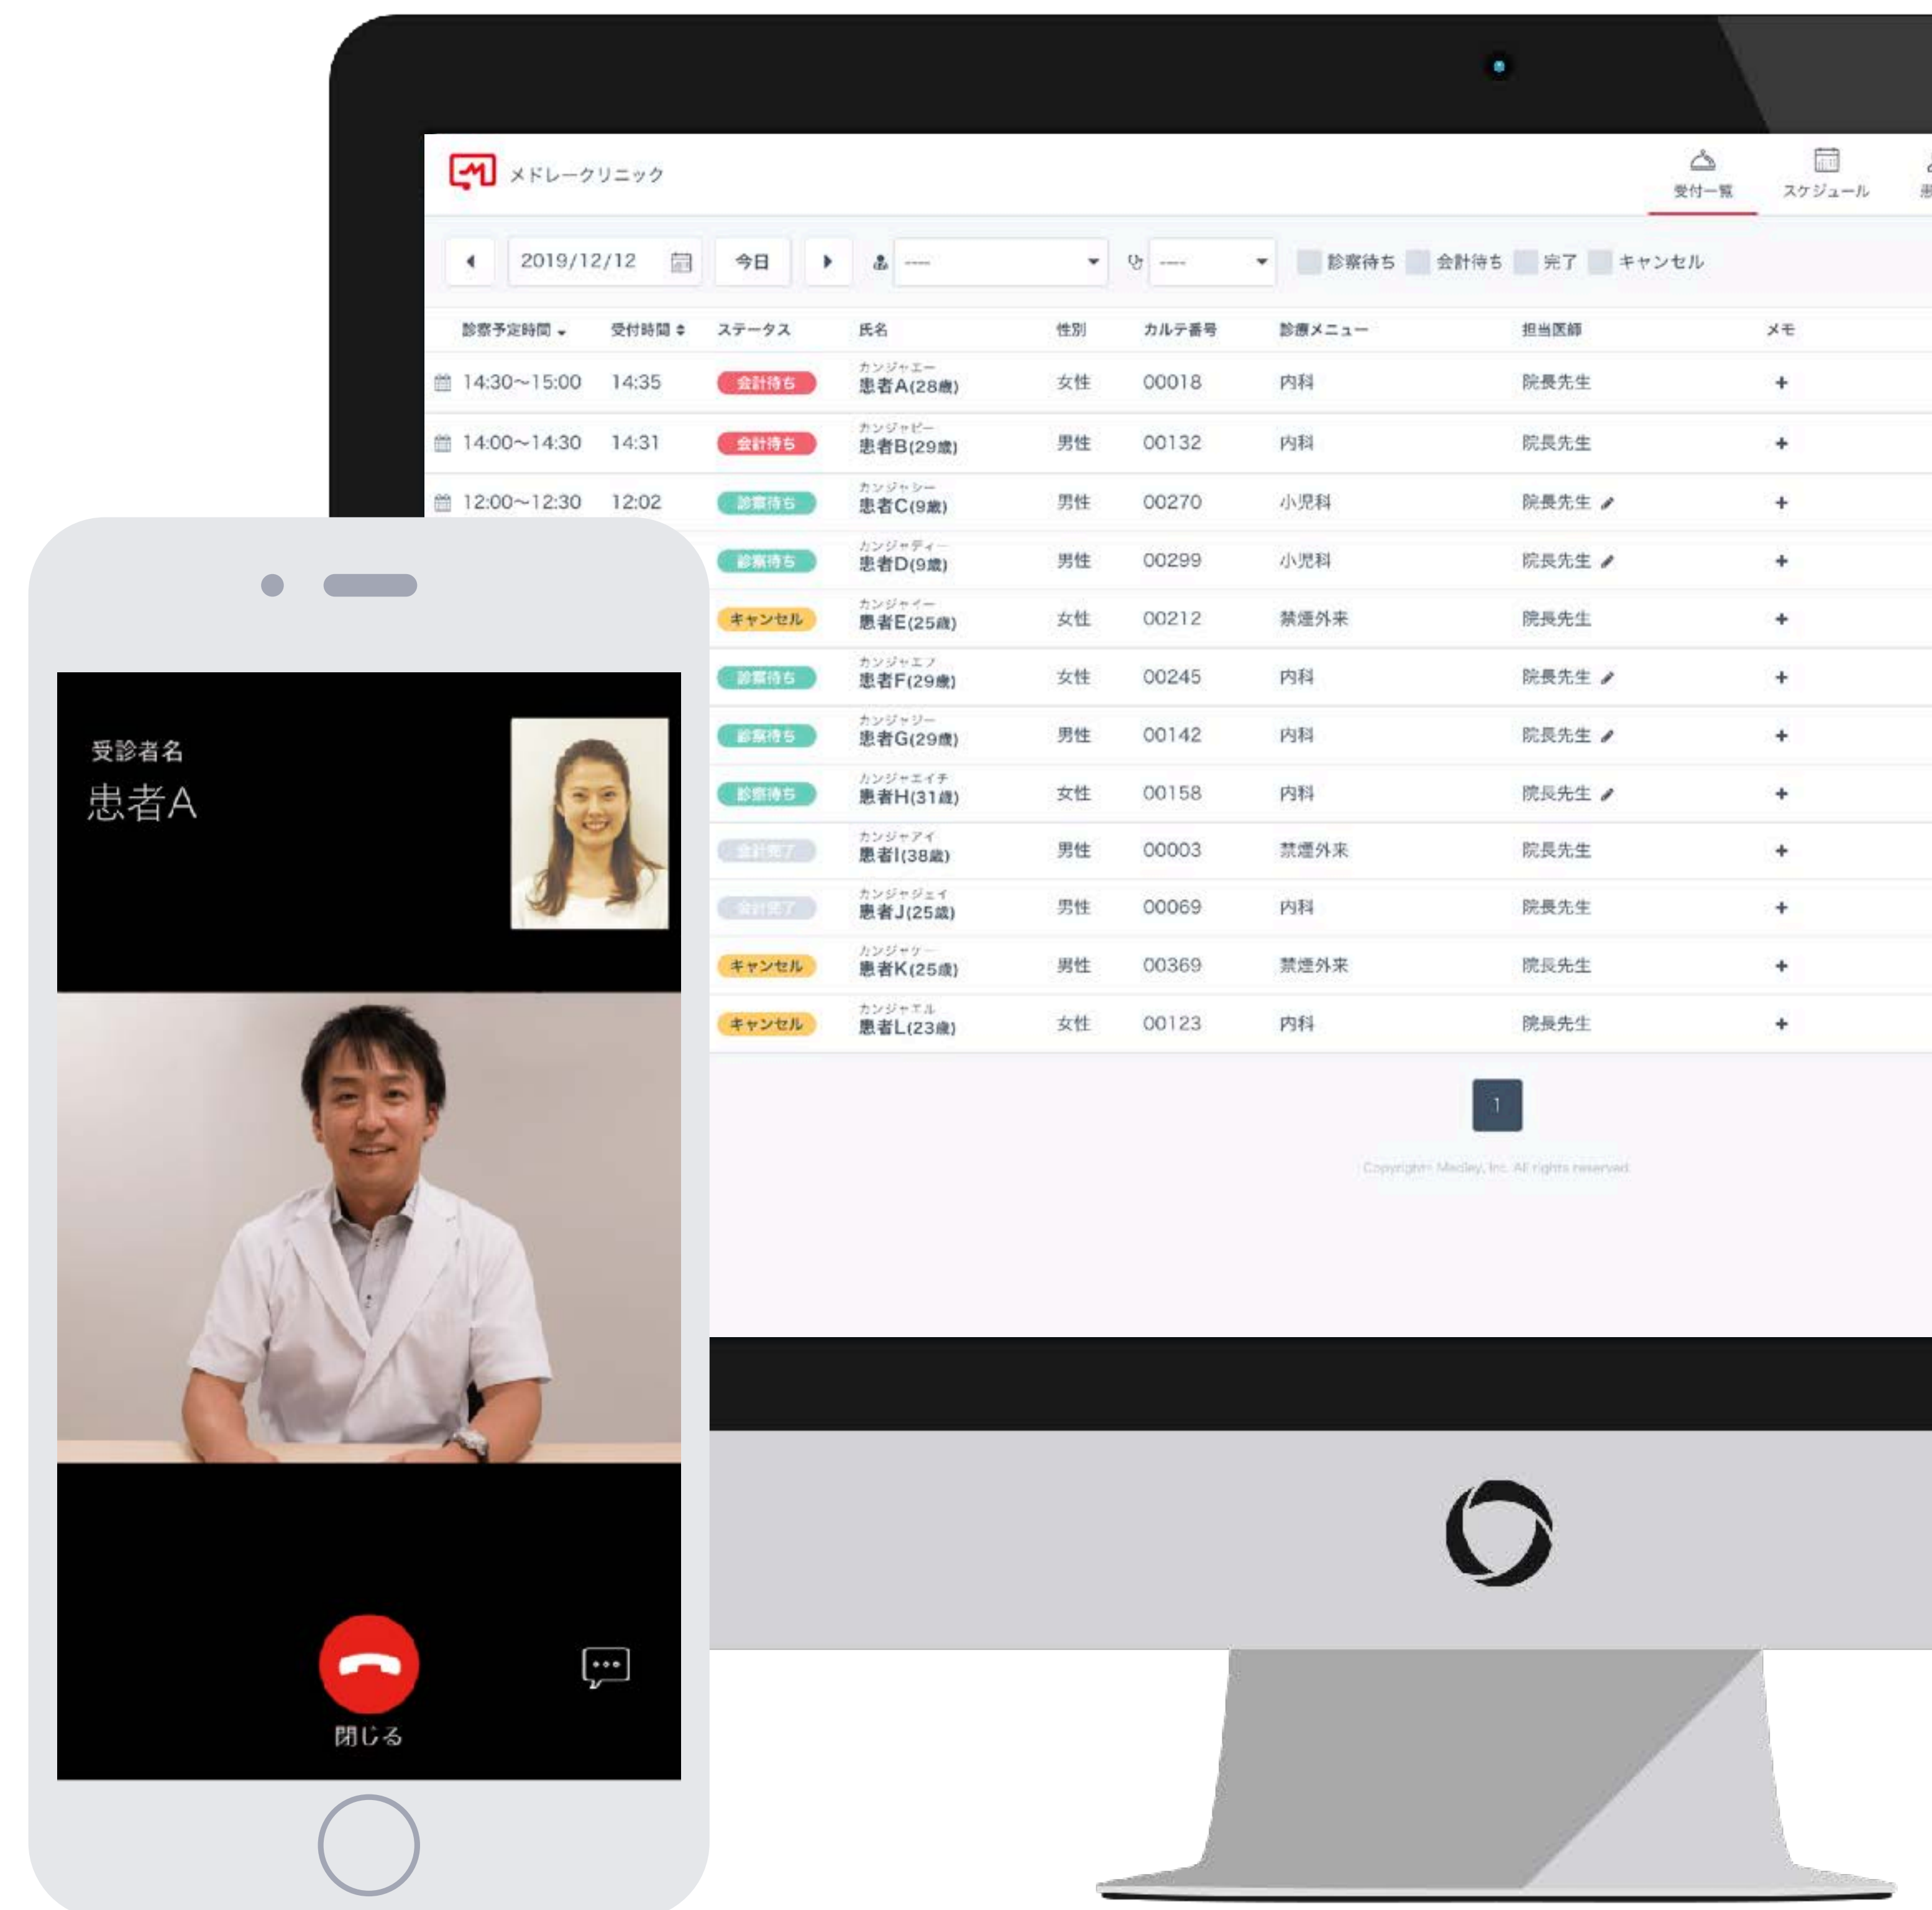 メドレークリニック
受付一覧
スケジュール
2019/12/12
今日
----
----
診察待ち 会計待ち 完了 キャンセル
診察予定時間 受付時間 ステータス 氏名 性別 カルテ番号 診療メニュー 担当医師 メモ
カンジャエー
14:30～15:00 14:35 会計待ち 患者A(28歳) 女性 00018 内科 院長先生 +
カンジャビー
14:00～14:30 14:31 会計待ち 患者B(29歳) 男性 00132 内科 院長先生 +
カンジャシー
12:00～12:30 12:02 診察待ち 患者C(9歳) 男性 00270 小児科 院長先生 +
カンジャディー
診察待ち 患者D(9歳) 男性 00299 小児科 院長先生 +
カンジャイー
キャンセル 患者E(25歳) 女性 00212 禁煙外来 院長先生 +
カンジャエフ
診察待ち 患者F(29歳) 女性 00245 内科 院長先生 +
カンジャジー
診察待ち 患者G(29歳) 男性 00142 内科 院長先生 +
カンジャエイチ
診察待ち 患者H(31歳) 女性 00158 内科 院長先生 +
カンジャアイ
会計完了 患者I(38歳) 男性 00003 禁煙外来 院長先生 +
カンジャジェイ
会計完了 患者J(25歳) 男性 00069 内科 院長先生 +
カンジャケー
キャンセル 患者K(25歳) 男性 00369 禁煙外来 院長先生 +
カンジャエル
キャンセル 患者L(23歳) 女性 00123 内科 院長先生 +
1
Copyright© Medley, Inc. All rights reserved.
受診者名
患者A
閉じる